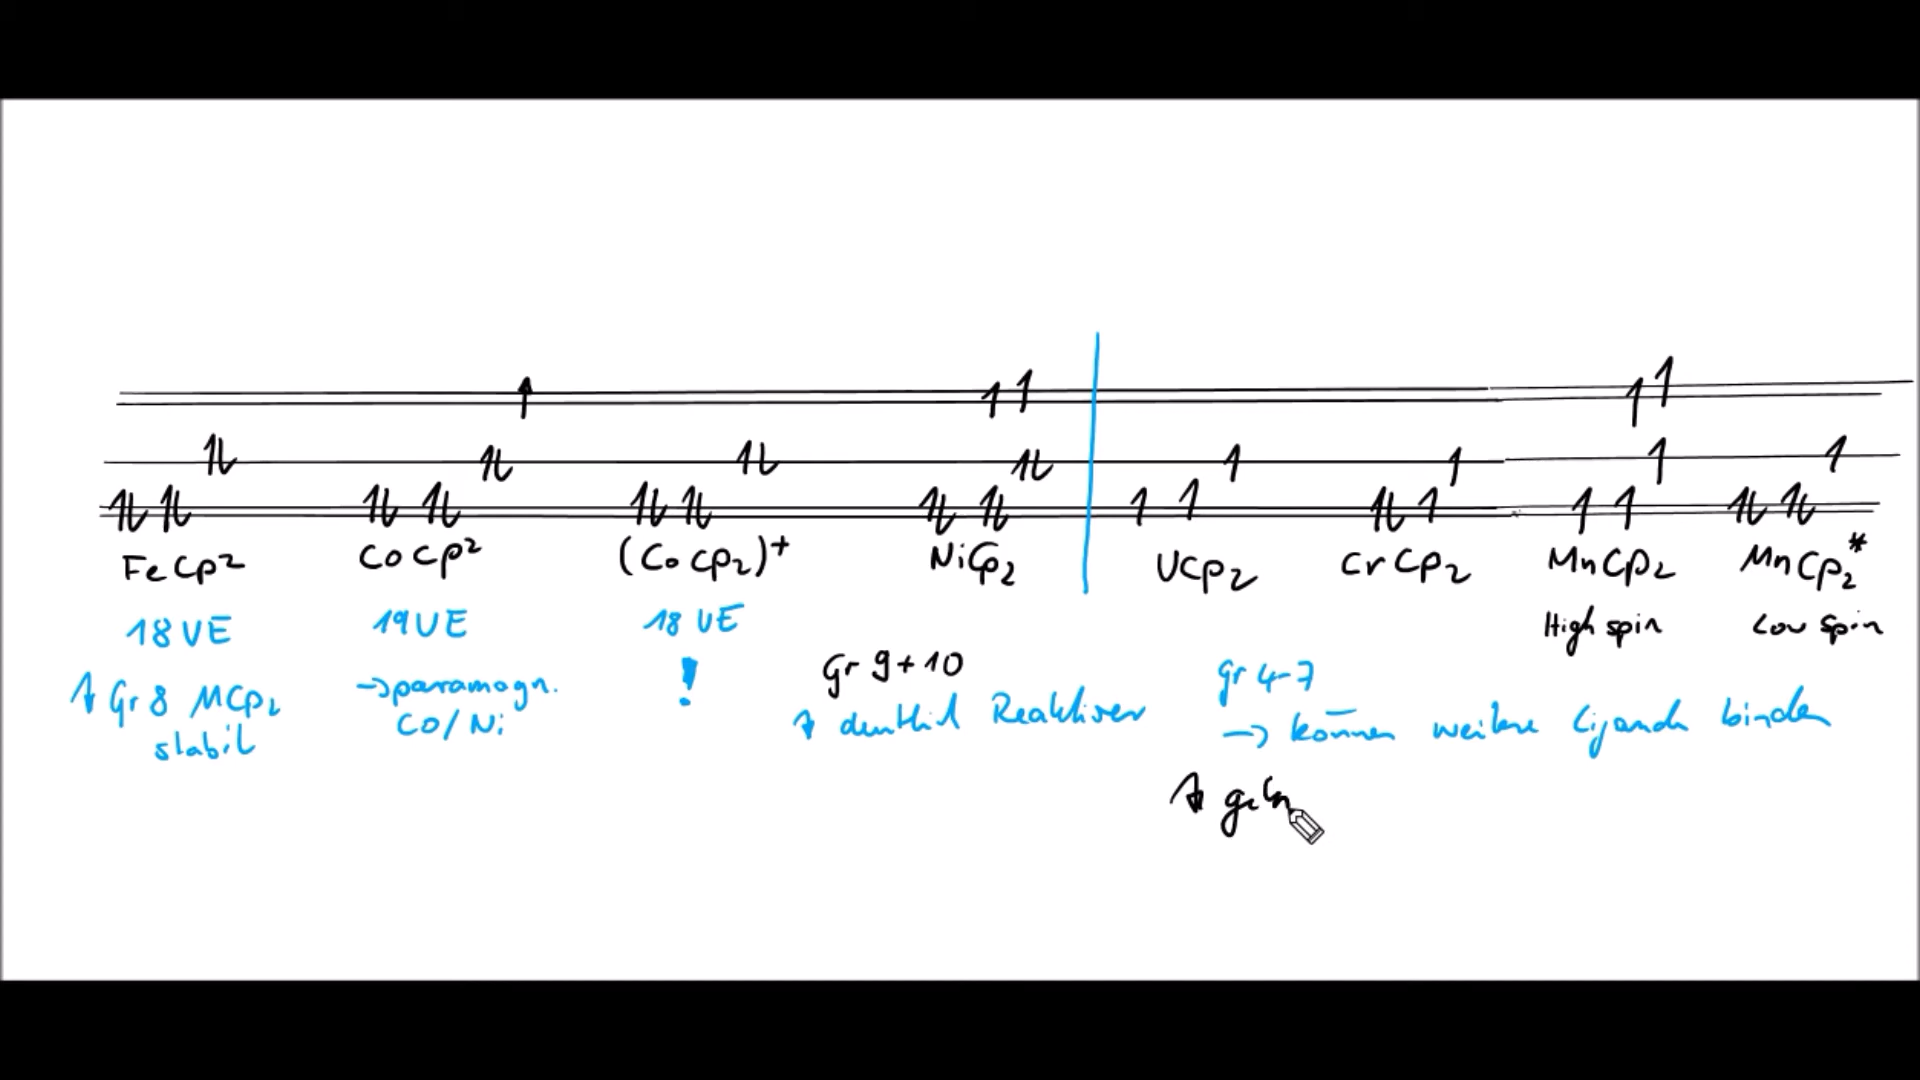 FeCp2
CoCp2
(CoCp2)+
NiCp2
VCp2
CrCp2
MnCp2
MnCp2*
High spin
Low spin
18 VE
19 VE
18 VE
Gr 8 MCp2
stabil
→ paramagn.
CO/Ni
!
Gr 9+10
deutlich Reaktiver
Gr 4-7
→ können weitere Liganden binden